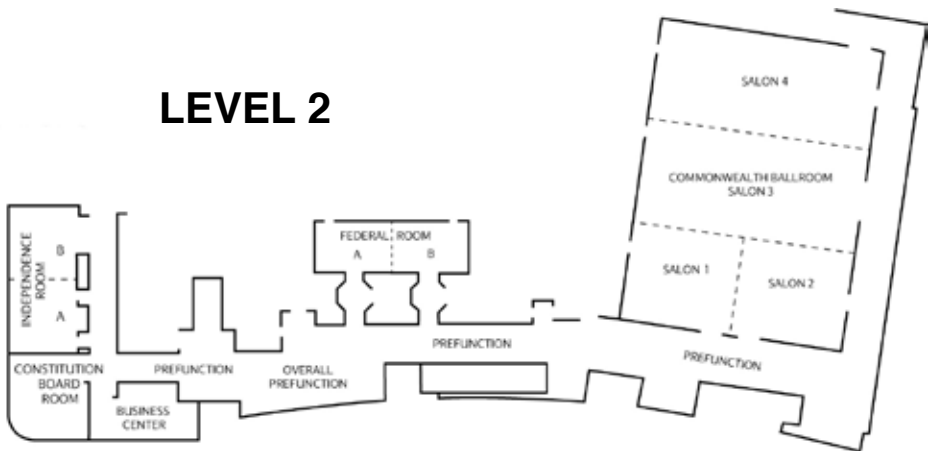 LEVEL 2
SALON 4
COMMONWEALTH BALLROOM
SALON 3
SALON 1
SALON 2
FEDERAL ROOM
A
B
INDEPENDENCE
ROOM
B
A
CONSTITUTION
BOARD
ROOM
PREFUNCTION
BUSINESS
CENTER
OVERALL
PREFUNCTION
PREFUNCTION
PREFUNCTION